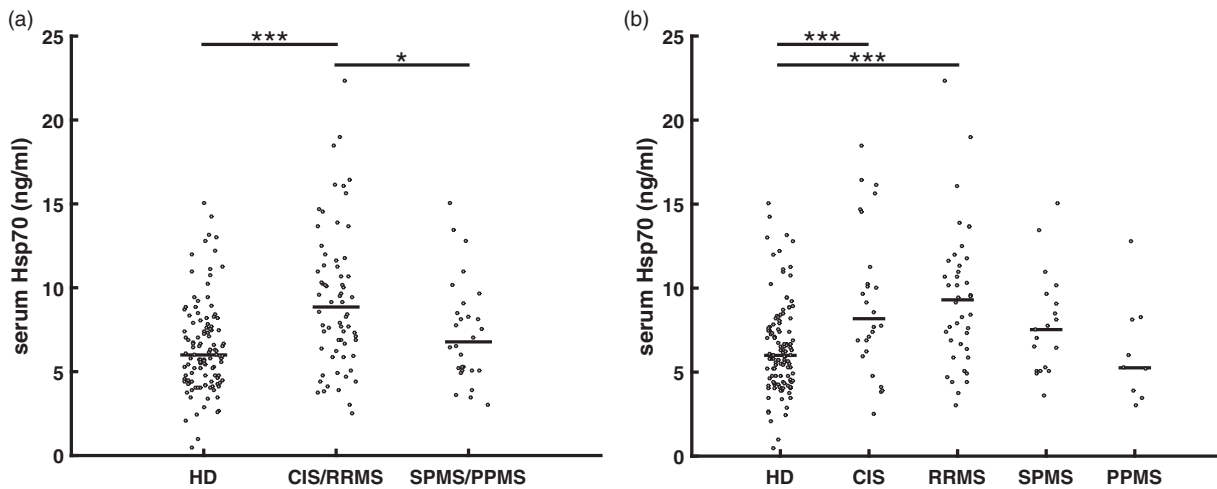 (a)
25
20
15
10
5
0
serum Hsp70 (ng/ml)
***
*
HD CIS/RRMS SPMS/PPMS
(b)
25
20
15
10
5
0
serum Hsp70 (ng/ml)
***
***
HD CIS RRMS SPMS PPMS